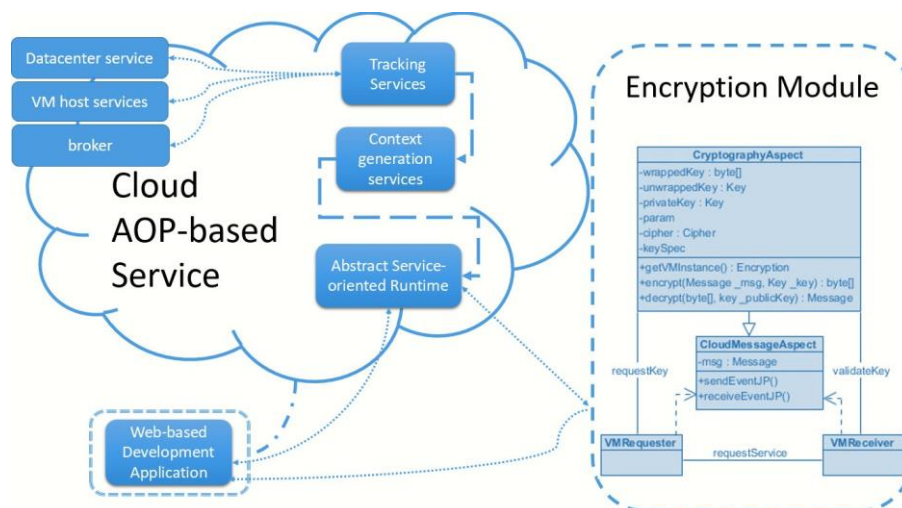 Datacenter service
VM host services
broker
Tracking
Services
Context
generation
services
Cloud
AOP-based
Service
Abstract Service-
oriented Runtime
Web-based
Development
Application
Encryption Module
CryptographyAspect
-wrappedKey : byte[]
-unwrappedKey : Key
-privateKey : Key
-param
-cipher : Cipher
-keySpec
+getVMInstance() : Encryption
+encrypt(Message _msg, Key _key) : byte[]
+decrypt(byte[], key _publicKey) : Message
CloudMessageAspect
-msg : Message
+sendEventJP()
+receiveEventJP()
requestKey
validateKey
VMRequester
requestService
VMReceiver